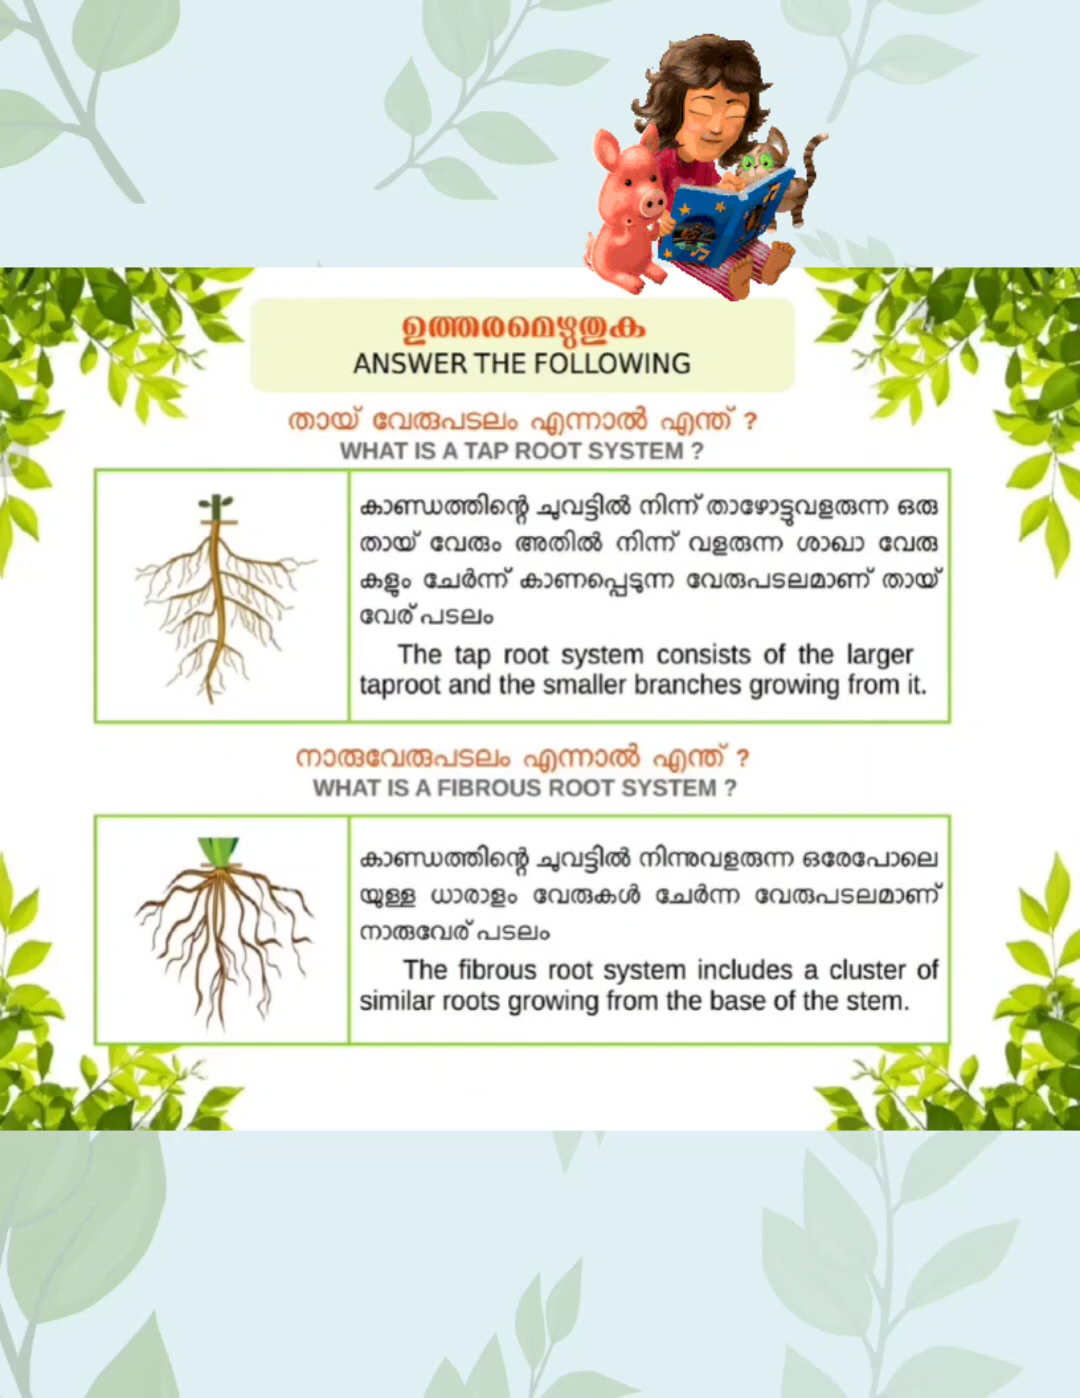 ഉത്തരമെഴുതുക
ANSWER THE FOLLOWING
തായ് വേരുപടലം എന്നാൽ എന്ത് ?
WHAT IS A TAP ROOT SYSTEM ?
കാണ്ഡത്തിന്റെ ചുവട്ടിൽ നിന്ന് താഴോട്ടുവളരുന്ന ഒരു
തായ് വേരും അതിൽ നിന്ന് വളരുന്ന ശാഖാ വേരു
കളും ചേർന്ന് കാണപ്പെടുന്ന വേരുപടലമാണ് തായ്
വേര് പടലം
The tap root system consists of the larger
taproot and the smaller branches growing from it.
നാരുവേരുപടലം എന്നാൽ എന്ത് ?
WHAT IS A FIBROUS ROOT SYSTEM ?
കാണ്ഡത്തിന്റെ ചുവട്ടിൽ നിന്നുവളരുന്ന ഒരേപോലെ
യുള്ള ധാരാളം വേരുകൾ ചേർന്ന വേരുപടലമാണ്
നാരുവേര് പടലം
The fibrous root system includes a cluster of
similar roots growing from the base of the stem.